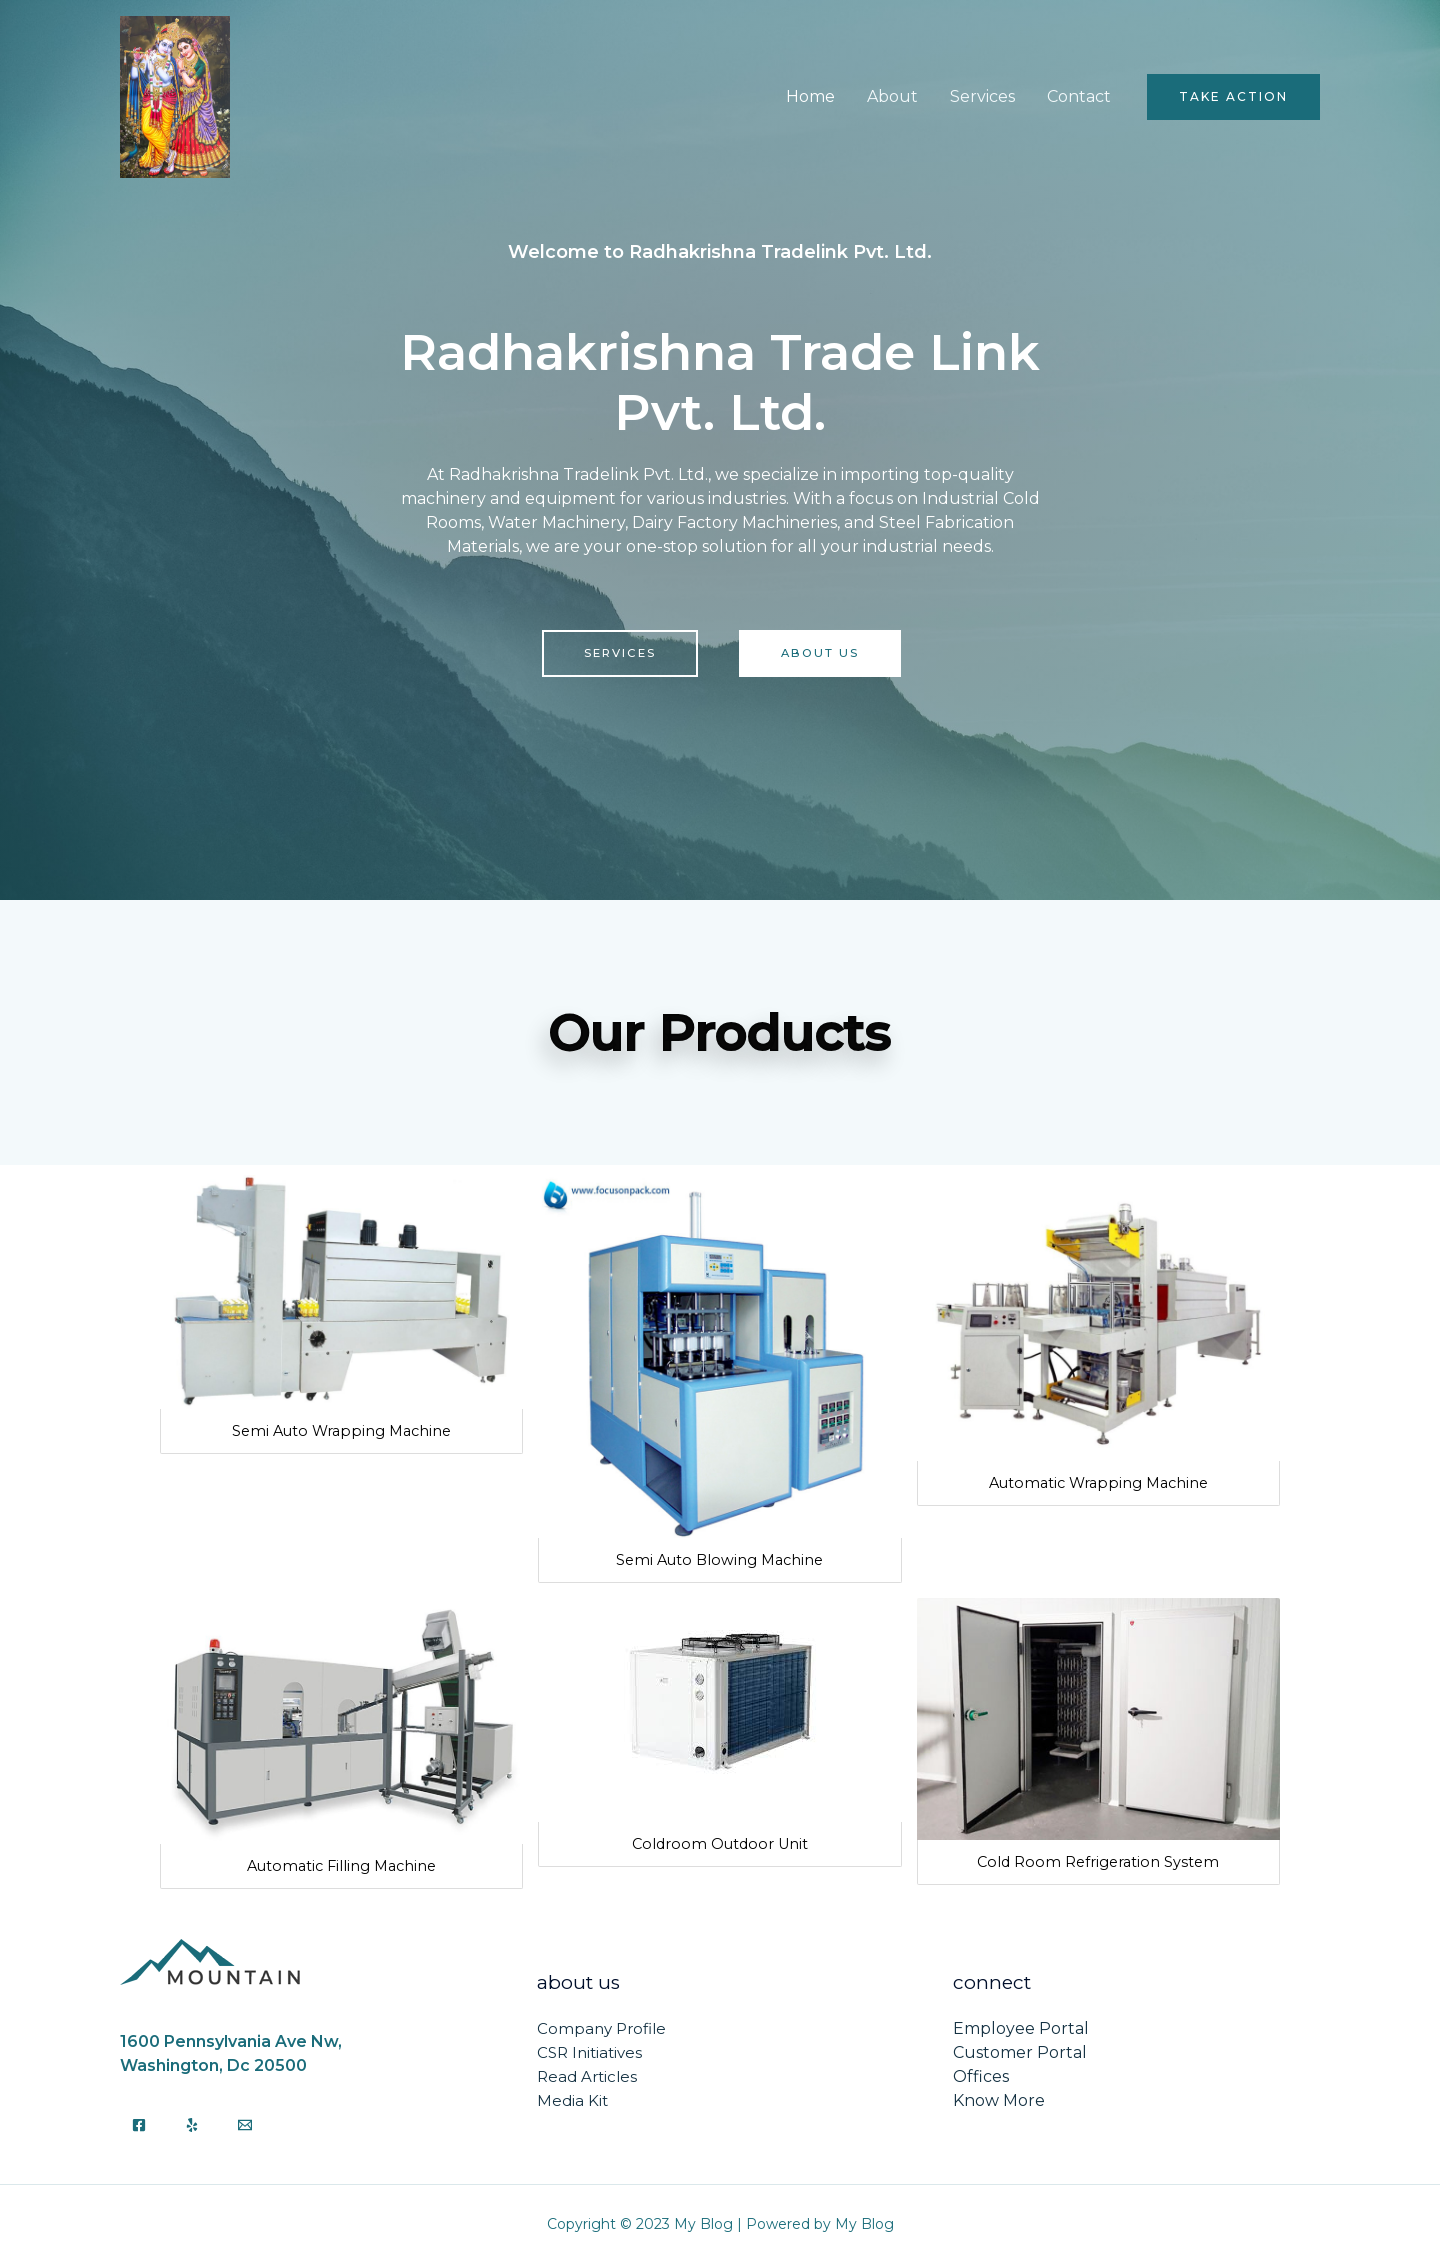 Home
About
Services
Contact
TAKE ACTION
Welcome to Radhakrishna Tradelink Pvt. Ltd.
Radhakrishna Trade Link
Pvt. Ltd.
At Radhakrishna Tradelink Pvt. Ltd., we specialize in importing top-quality
machinery and equipment for various industries. With a focus on Industrial Cold
Rooms, Water Machinery, Dairy Factory Machineries, and Steel Fabrication
Materials, we are your one-stop solution for all your industrial needs.
SERVICES
ABOUT US
Our Products
www.focusonpack.com
Semi Auto Wrapping Machine
Semi Auto Blowing Machine
Automatic Wrapping Machine
Automatic Filling Machine
Coldroom Outdoor Unit
Cold Room Refrigeration System
MOUNTAIN
1600 Pennsylvania Ave Nw,
Washington, Dc 20500
about us
Company Profile
CSR Initiatives
Read Articles
Media Kit
connect
Employee Portal
Customer Portal
Offices
Know More
Copyright © 2023 My Blog | Powered by My Blog